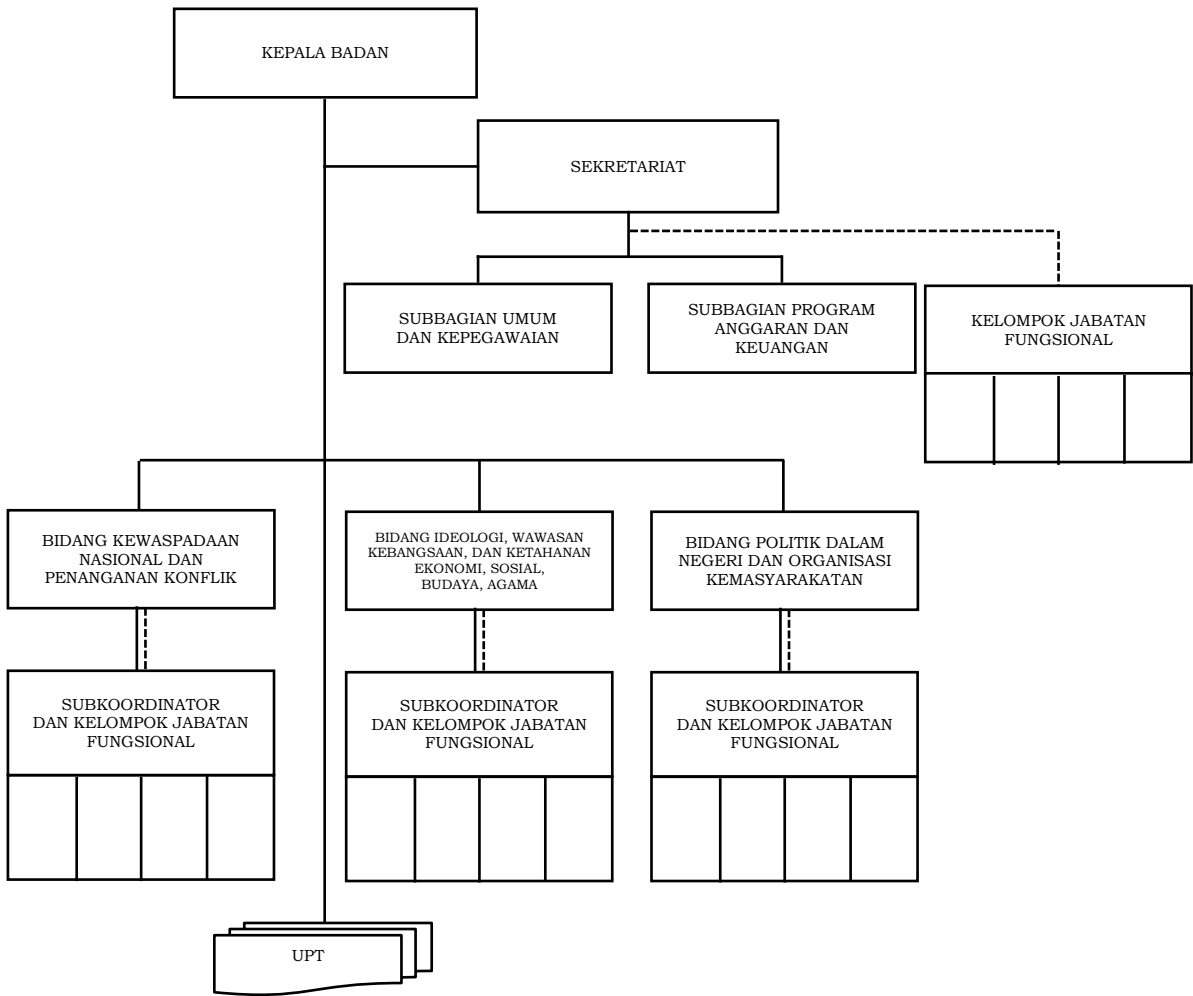 KEPALA BADAN
SEKRETARIAT
SUBBAGIAN UMUM
DAN KEPEGAWAIAN
SUBBAGIAN PROGRAM
ANGGARAN DAN
KEUANGAN
KELOMPOK JABATAN
FUNGSIONAL
BIDANG KEWASPADAAN
NASIONAL DAN
PENANGANAN KONFLIK
BIDANG IDEOLOGI, WAWASAN
KEBANGSAAN, DAN KETAHANAN
EKONOMI, SOSIAL,
BUDAYA, AGAMA
BIDANG POLITIK DALAM
NEGERI DAN ORGANISASI
KEMASYARAKATAN
SUBKOORDINATOR
DAN KELOMPOK JABATAN
FUNGSIONAL
SUBKOORDINATOR
DAN KELOMPOK JABATAN
FUNGSIONAL
SUBKOORDINATOR
DAN KELOMPOK JABATAN
FUNGSIONAL
UPT